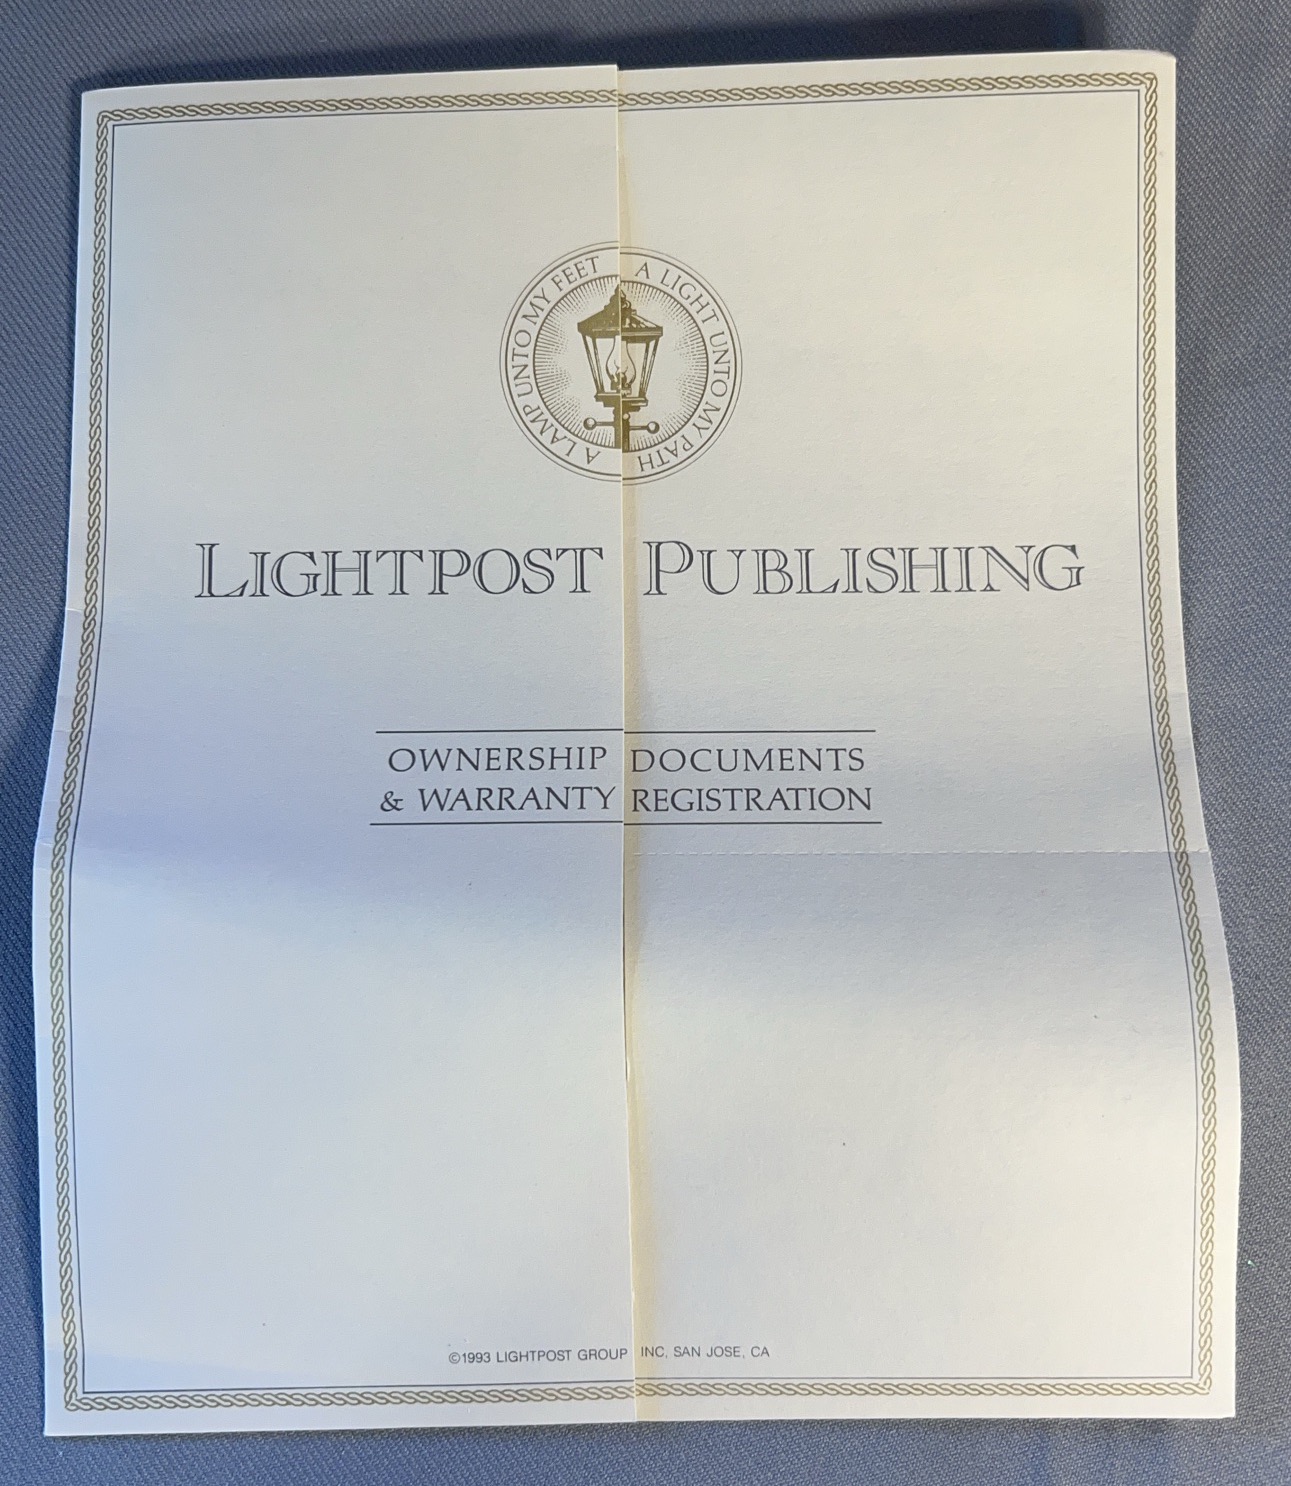 A LAMP UNTO MY FEET A LIGHT UNTO MY PATH
LIGHTPOST PUBLISHING
OWNERSHIP DOCUMENTS
& WARRANTY REGISTRATION
©1993 LIGHTPOST GROUP INC, SAN JOSE, CA